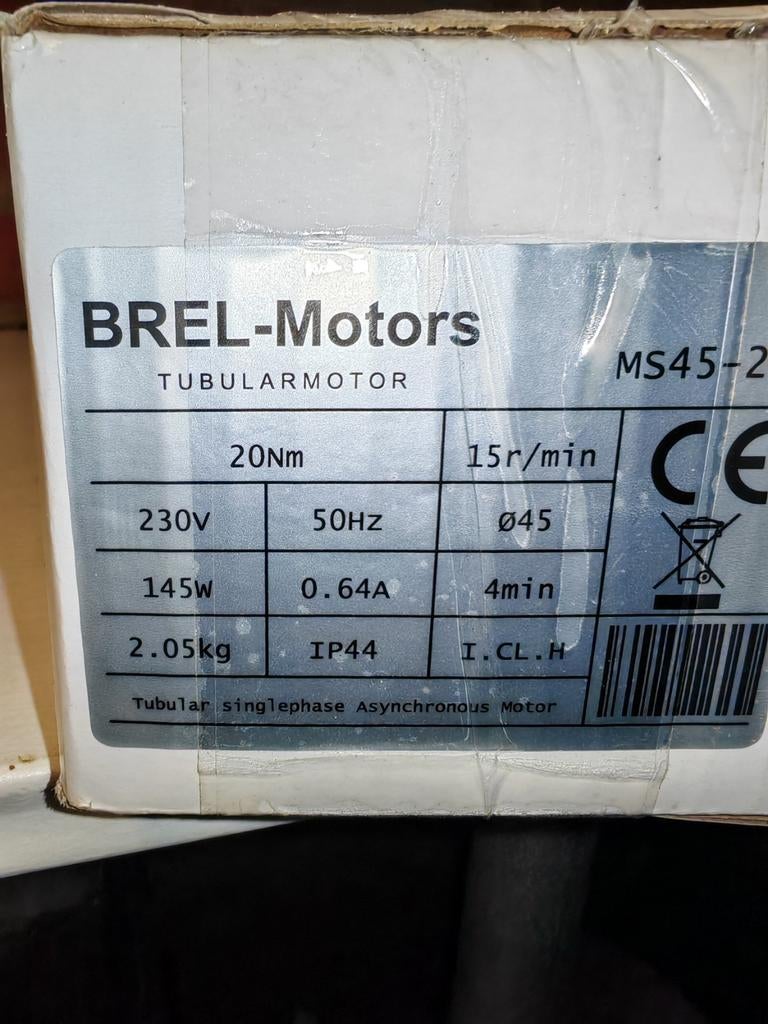 BREL-Motors
TUBULARMOTOR
MS45-2
20Nm 15r/min
CE
230V 50Hz Ø45
145W 0.64A 4min
2.05kg IP44 I.CL.H
Tubular singlephase Asynchronous Motor